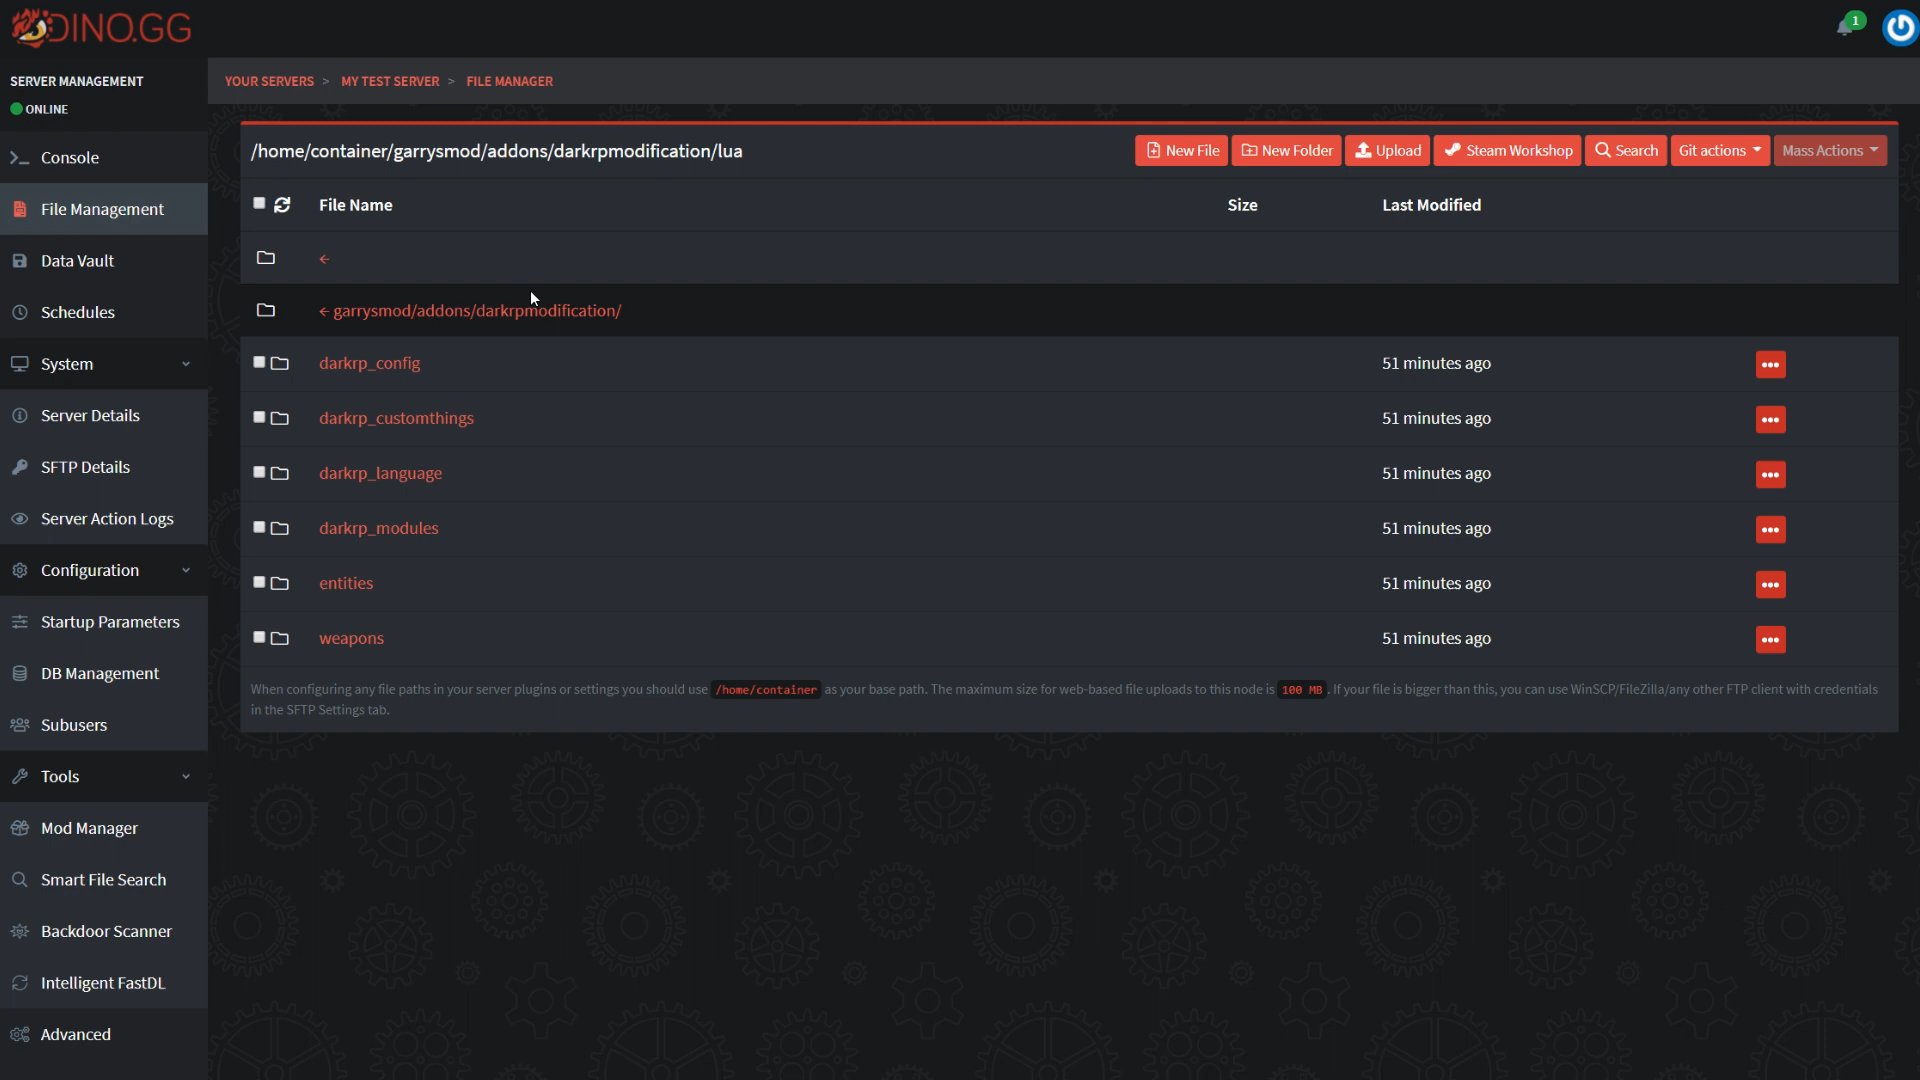 DINO.GG
1
SERVER MANAGEMENT
ONLINE
Console
File Management
Data Vault
Schedules
System
Server Details
SFTP Details
Server Action Logs
Configuration
Startup Parameters
DB Management
Subusers
Tools
Mod Manager
Smart File Search
Backdoor Scanner
Intelligent FastDL
Advanced
YOUR SERVERS > MY TEST SERVER > FILE MANAGER
/home/container/garrysmod/addons/darkrpmodification/lua
New File New Folder Upload Steam Workshop Search Git actions Mass Actions
File Name Size Last Modified
←
← garrysmod/addons/darkrpmodification/
darkrp_config 51 minutes ago
darkrp_customthings 51 minutes ago
darkrp_language 51 minutes ago
darkrp_modules 51 minutes ago
entities 51 minutes ago
weapons 51 minutes ago
When configuring any file paths in your server plugins or settings you should use /home/container as your base path. The maximum size for web-based file uploads to this node is 100 MB. If your file is bigger than this, you can use WinSCP/FileZilla/any other FTP client with credentials
in the SFTP Settings tab.